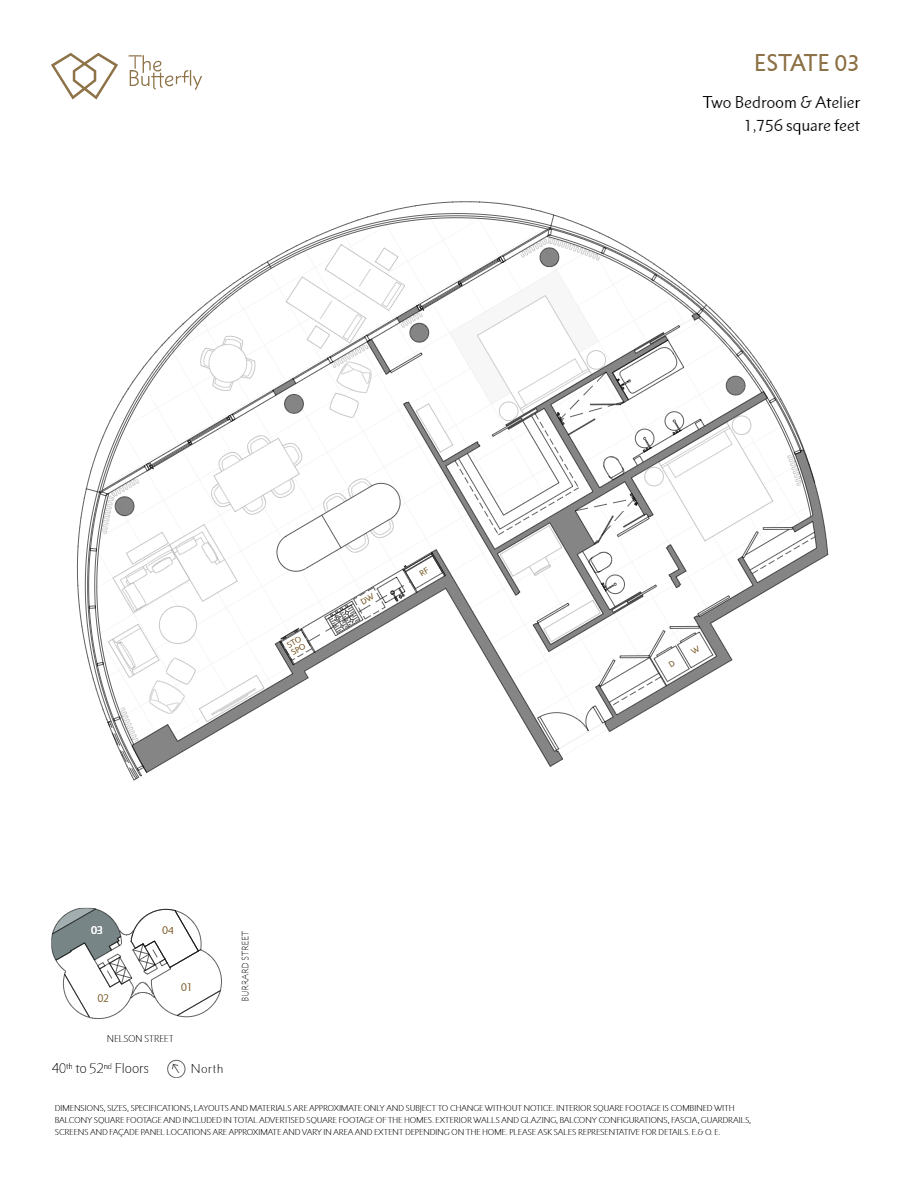 The
Butterfly
ESTATE 03
Two Bedroom & Atelier
1,756 square feet
RF
DW
STO
SPO
W
D
03
04
02
01
BURRARD STREET
NELSON STREET
40th to 52nd Floors
North
DIMENSIONS, SIZES, SPECIFICATIONS, LAYOUTS AND MATERIALS ARE APPROXIMATE ONLY AND SUBJECT TO CHANGE WITHOUT NOTICE. INTERIOR SQUARE FOOTAGE IS COMBINED WITH
BALCONY SQUARE FOOTAGE AND INCLUDED IN TOTAL ADVERTISED SQUARE FOOTAGE OF THE HOMES. EXTERIOR WALLS AND GLAZING, BALCONY CONFIGURATIONS, FASCIA, GUARDRAILS,
SCREENS AND FAÇADE PANEL LOCATIONS ARE APPROXIMATE AND VARY IN AREA AND EXTENT DEPENDING ON THE HOME. PLEASE ASK SALES REPRESENTATIVE FOR DETAILS. E.& O. E.